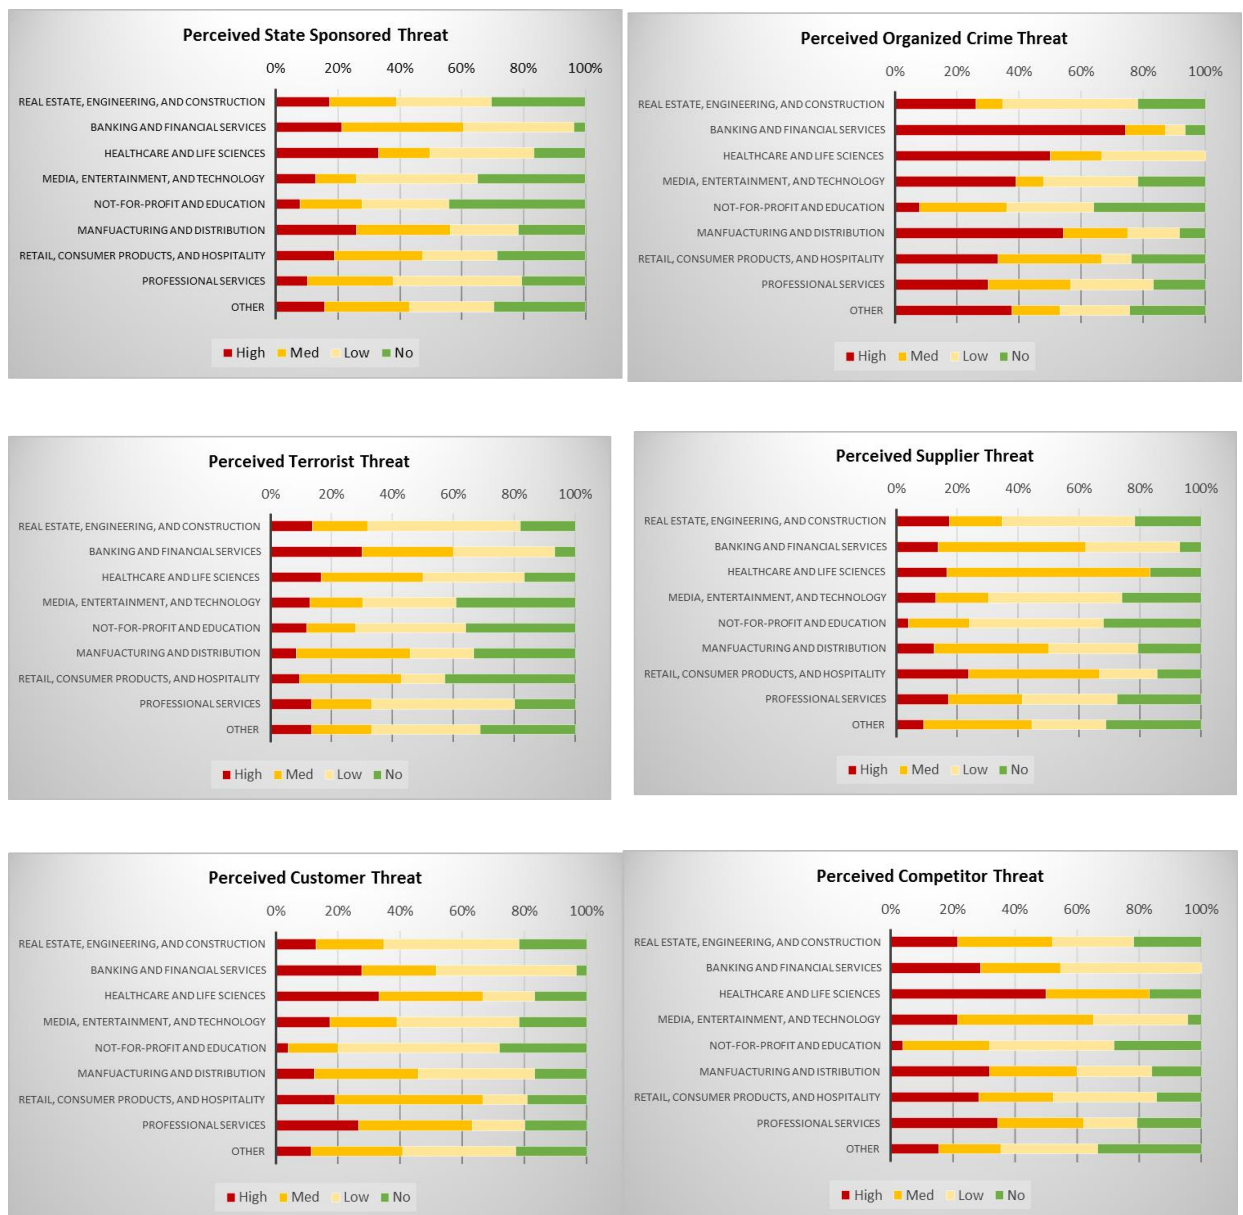 Perceived State Sponsored Threat
0% 20% 40% 60% 80% 100%
REAL ESTATE, ENGINEERING, AND CONSTRUCTION
BANKING AND FINANCIAL SERVICES
HEALTHCARE AND LIFE SCIENCES
MEDIA, ENTERTAINMENT, AND TECHNOLOGY
NOT-FOR-PROFIT AND EDUCATION
MANFUACTURING AND DISTRIBUTION
RETAIL, CONSUMER PRODUCTS, AND HOSPITALITY
PROFESSIONAL SERVICES
OTHER
High Med Low No
Perceived Organized Crime Threat
0% 20% 40% 60% 80% 100%
REAL ESTATE, ENGINEERING, AND CONSTRUCTION
BANKING AND FINANCIAL SERVICES
HEALTHCARE AND LIFE SCIENCES
MEDIA, ENTERTAINMENT, AND TECHNOLOGY
NOT-FOR-PROFIT AND EDUCATION
MANFUACTURING AND DISTRIBUTION
RETAIL, CONSUMER PRODUCTS, AND HOSPITALITY
PROFESSIONAL SERVICES
OTHER
High Med Low No
Perceived Terrorist Threat
0% 20% 40% 60% 80% 100%
REAL ESTATE, ENGINEERING, AND CONSTRUCTION
BANKING AND FINANCIAL SERVICES
HEALTHCARE AND LIFE SCIENCES
MEDIA, ENTERTAINMENT, AND TECHNOLOGY
NOT-FOR-PROFIT AND EDUCATION
MANFUACTURING AND DISTRIBUTION
RETAIL, CONSUMER PRODUCTS, AND HOSPITALITY
PROFESSIONAL SERVICES
OTHER
High Med Low No
Perceived Supplier Threat
0% 20% 40% 60% 80% 100%
REAL ESTATE, ENGINEERING, AND CONSTRUCTION
BANKING AND FINANCIAL SERVICES
HEALTHCARE AND LIFE SCIENCES
MEDIA, ENTERTAINMENT, AND TECHNOLOGY
NOT-FOR-PROFIT AND EDUCATION
MANFUACTURING AND DISTRIBUTION
RETAIL, CONSUMER PRODUCTS, AND HOSPITALITY
PROFESSIONAL SERVICES
OTHER
High Med Low No
Perceived Customer Threat
0% 20% 40% 60% 80% 100%
REAL ESTATE, ENGINEERING, AND CONSTRUCTION
BANKING AND FINANCIAL SERVICES
HEALTHCARE AND LIFE SCIENCES
MEDIA, ENTERTAINMENT, AND TECHNOLOGY
NOT-FOR-PROFIT AND EDUCATION
MANFUACTURING AND DISTRIBUTION
RETAIL, CONSUMER PRODUCTS, AND HOSPITALITY
PROFESSIONAL SERVICES
OTHER
High Med Low No
Perceived Competitor Threat
0% 20% 40% 60% 80% 100%
REAL ESTATE, ENGINEERING, AND CONSTRUCTION
BANKING AND FINANCIAL SERVICES
HEALTHCARE AND LIFE SCIENCES
MEDIA, ENTERTAINMENT, AND TECHNOLOGY
NOT-FOR-PROFIT AND EDUCATION
MANFUACTURING AND ISTRIBUTION
RETAIL, CONSUMER PRODUCTS, AND HOSPITALITY
PROFESSIONAL SERVICES
OTHER
High Med Low No